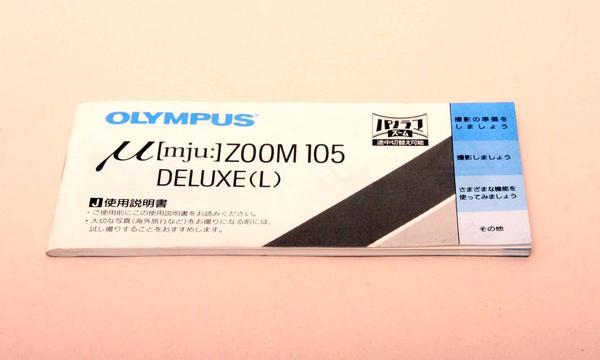 OLYMPUS
μ[mju:]ZOOM 105
DELUXE(L)
J使用説明書
・ご使用前にこの使用説明書をお読みください。
・大切な写真(海外旅行など)をお撮りになる前には、
試し撮りすることをおすすめします。
パノラマ
ズーム
途中切替え可能
撮影の準備を
しましょう
撮影しましょう
さまざまな機能を
使ってみましょう
その他